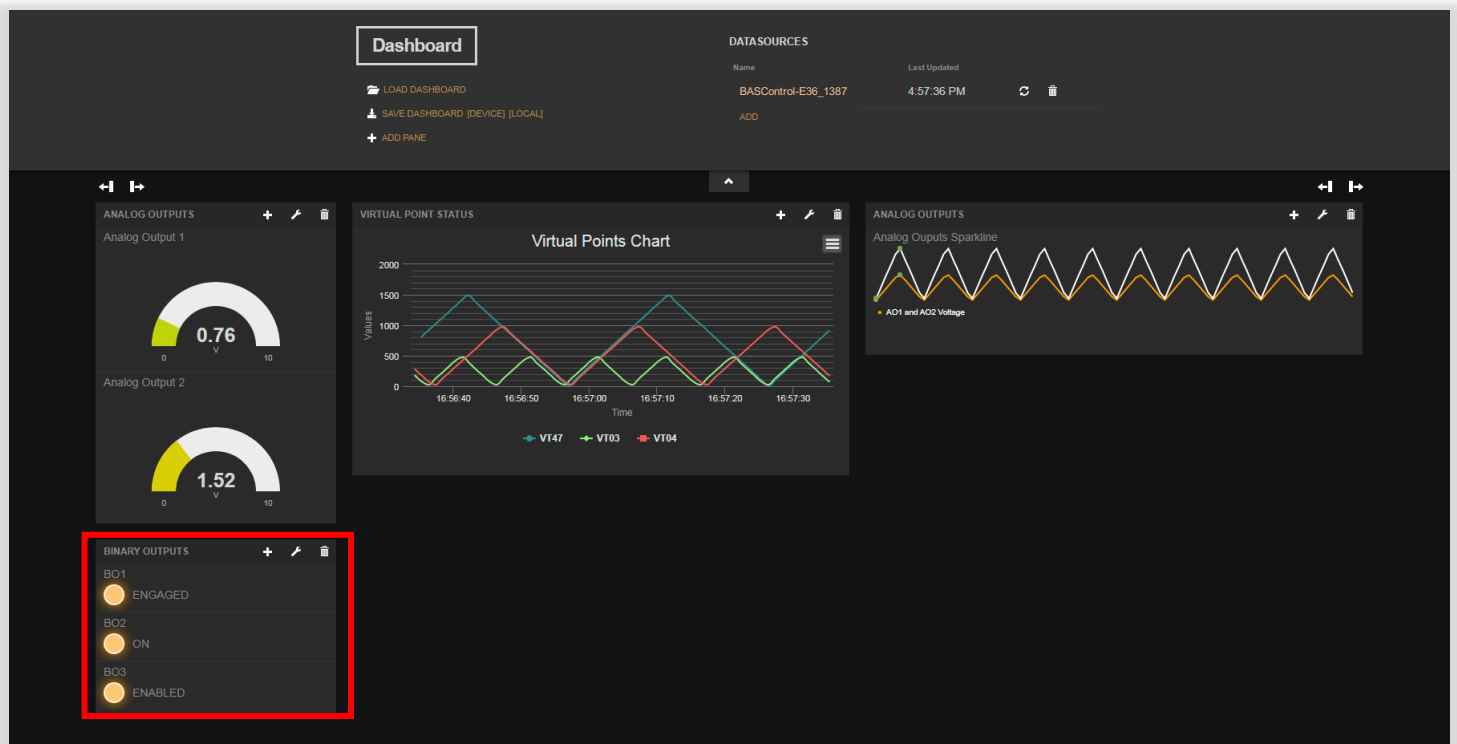 Dashboard
LOAD DASHBOARD
SAVE DASHBOARD [DEVICE] [LOCAL]
ADD PANE
DATASOURCES
Name Last Updated
BASControl-E36_1387 4:57:36 PM
ADD
ANALOG OUTPUTS
Analog Output 1
0.76
V
0 10
Analog Output 2
1.52
V
0 10
BINARY OUTPUTS
BO1
ENGAGED
BO2
ON
BO3
ENABLED
VIRTUAL POINT STATUS
Virtual Points Chart
2000
1500
1000
500
0
Values
16:56:40 16:56:50 16:57:00 16:57:10 16:57:20 16:57:30
Time
VT47 VT03 VT04
ANALOG OUTPUTS
Analog Ouputs Sparkline
AO1 and AO2 Voltage